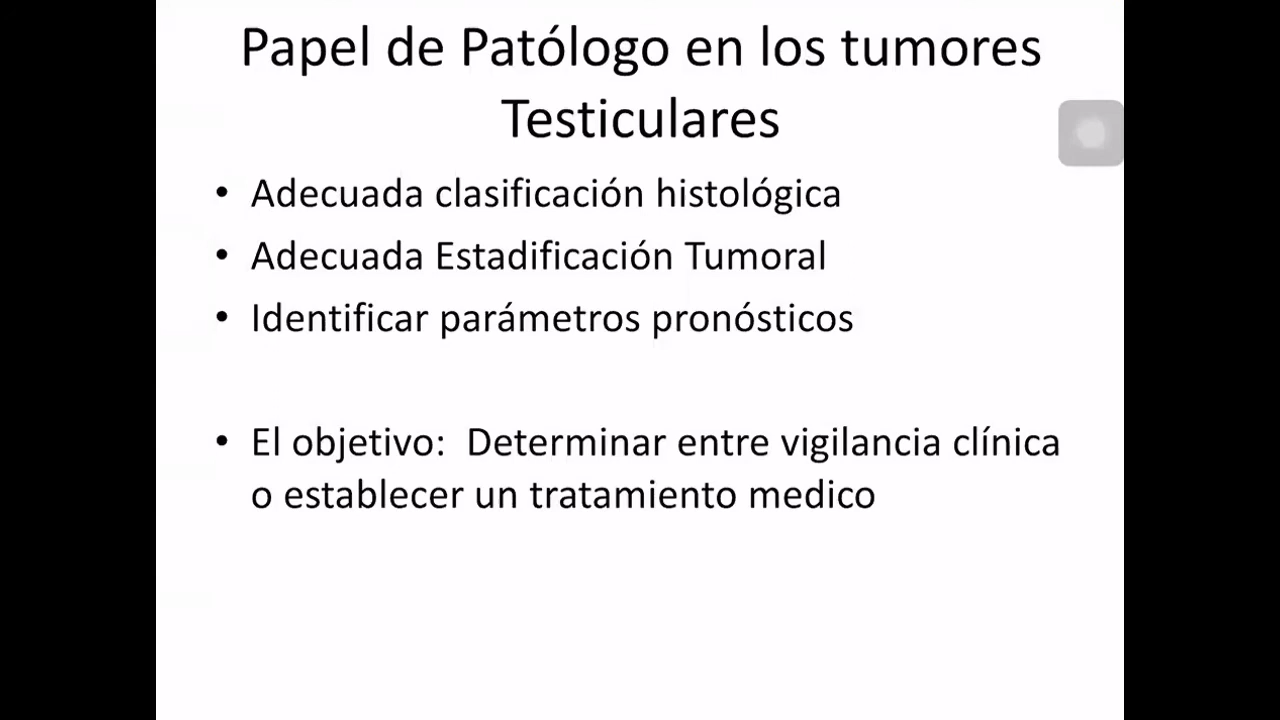 Papel de Patólogo en los tumores
Testiculares
• Adecuada clasificación histológica
• Adecuada Estadificación Tumoral
• Identificar parámetros pronósticos
• El objetivo: Determinar entre vigilancia clínica
o establecer un tratamiento medico